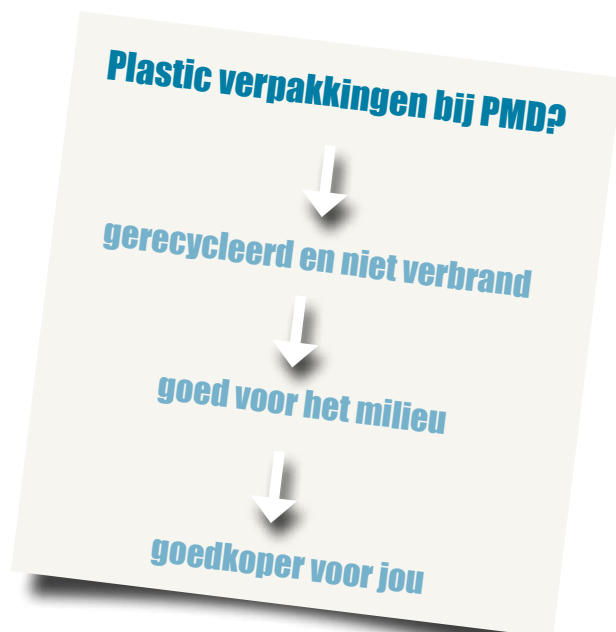 Plastic verpakkingen bij PMD?
gerecycleerd en niet verbrand
goed voor het milieu
goedkoper voor jou